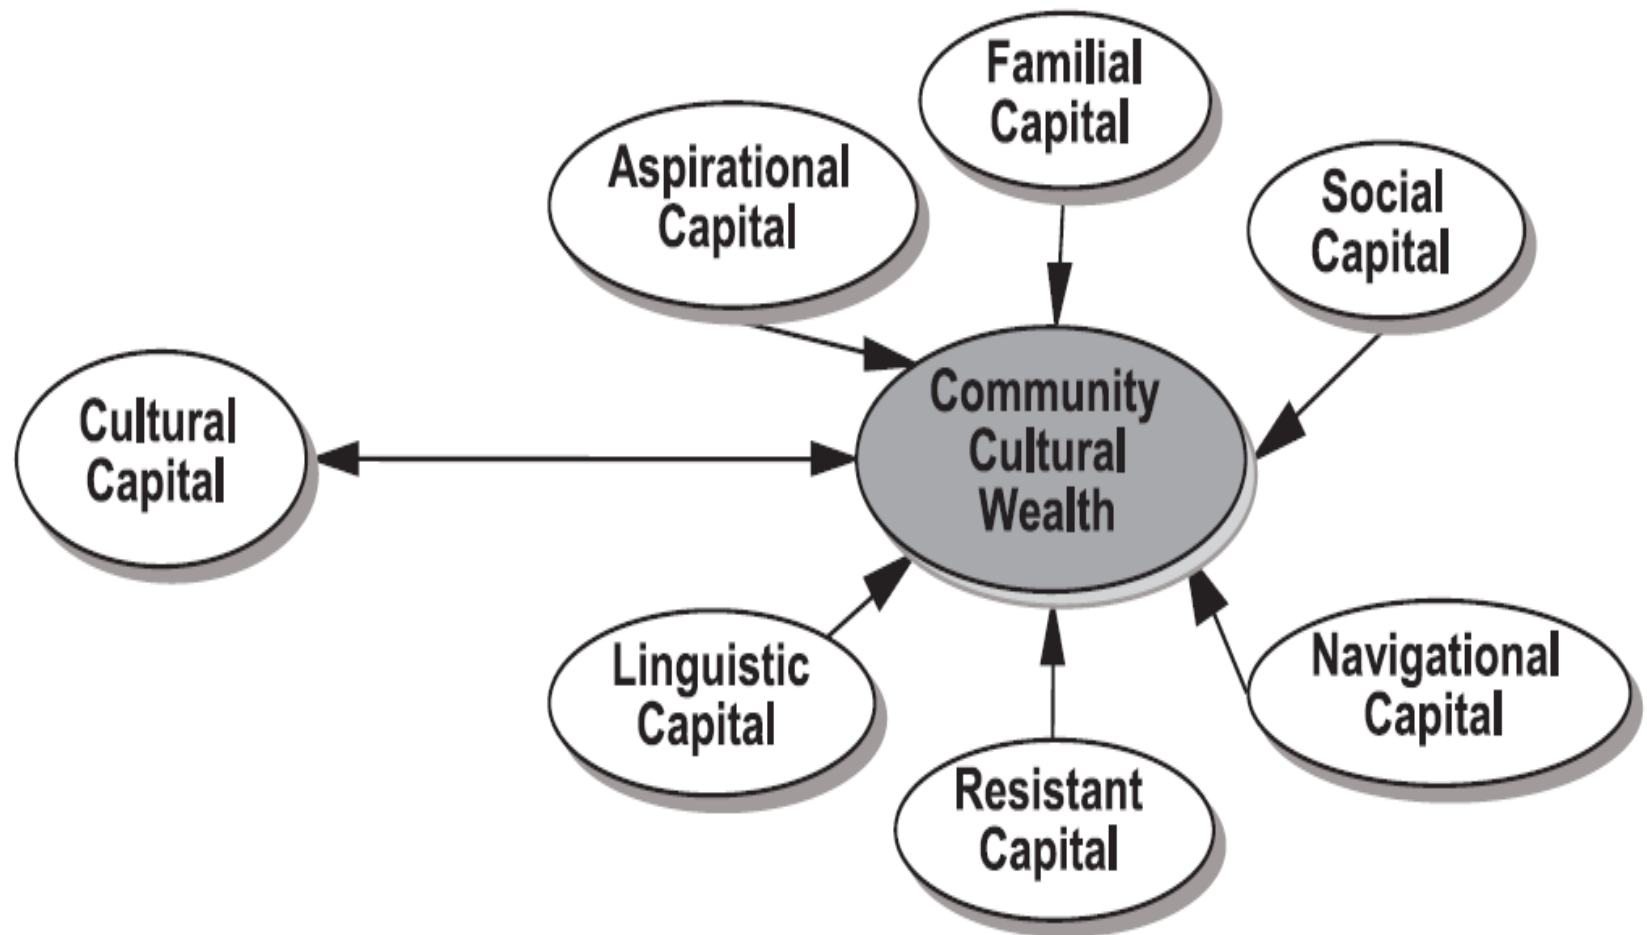 Familial
Capital
Aspirational
Capital
Social
Capital
Cultural
Capital
Community
Cultural
Wealth
Linguistic
Capital
Navigational
Capital
Resistant
Capital